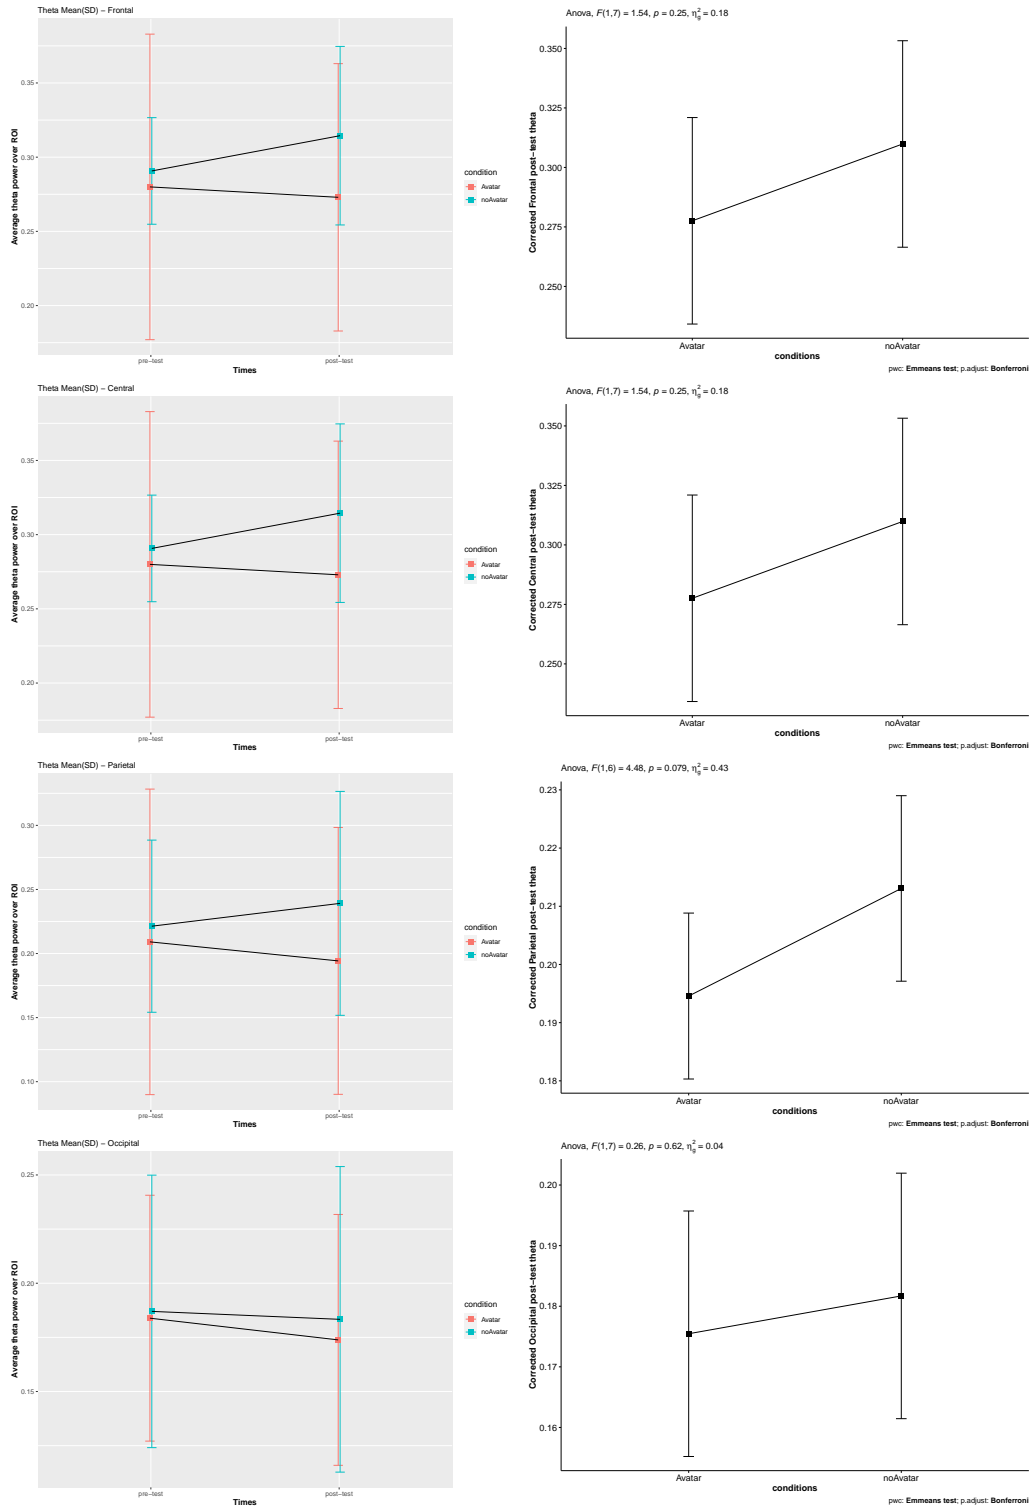 Theta Mean(SD) – Frontal
Average theta power over ROI
0.35
0.30
0.25
0.20
pre–test
post–test
Times
condition
Avatar
noAvatar
Anova, F(1,7) = 1.54, p = 0.25, η²g = 0.18
Corrected Frontal post–test theta
0.350
0.325
0.300
0.275
0.250
Avatar
noAvatar
conditions
pwc: Emmeans test; p.adjust: Bonferroni
Theta Mean(SD) – Central
Average theta power over ROI
0.35
0.30
0.25
0.20
pre–test
post–test
Times
condition
Avatar
noAvatar
Anova, F(1,7) = 1.54, p = 0.25, η²g = 0.18
Corrected Central post–test theta
0.350
0.325
0.300
0.275
0.250
Avatar
noAvatar
conditions
pwc: Emmeans test; p.adjust: Bonferroni
Theta Mean(SD) – Parietal
Average theta power over ROI
0.30
0.25
0.20
0.15
0.10
pre–test
post–test
Times
condition
Avatar
noAvatar
Anova, F(1,6) = 4.48, p = 0.079, η²g = 0.43
Corrected Parietal post–test theta
0.23
0.22
0.21
0.20
0.19
0.18
Avatar
noAvatar
conditions
pwc: Emmeans test; p.adjust: Bonferroni
Theta Mean(SD) – Occipital
Average theta power over ROI
0.25
0.20
0.15
pre–test
post–test
Times
condition
Avatar
noAvatar
Anova, F(1,7) = 0.26, p = 0.62, η²g = 0.04
Corrected Occipital post–test theta
0.20
0.19
0.18
0.17
0.16
Avatar
noAvatar
conditions
pwc: Emmeans test; p.adjust: Bonferroni